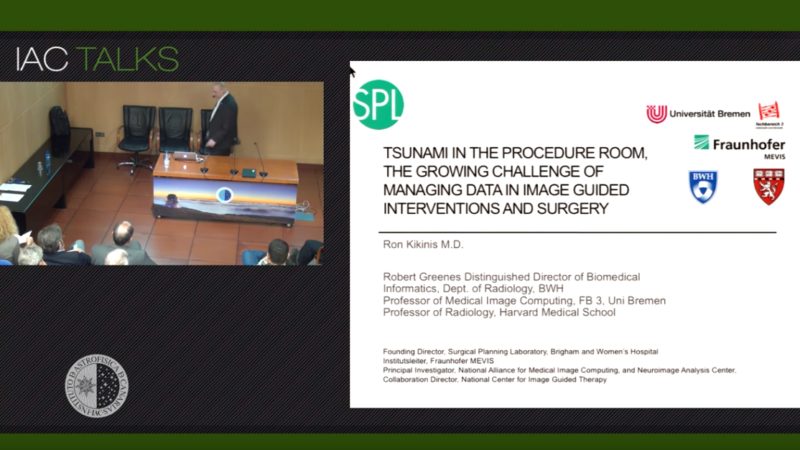 IAC TALKS
SPL
Universität Bremen
Fraunhofer
MEVIS
BWH
TSUNAMI IN THE PROCEDURE ROOM,
THE GROWING CHALLENGE OF
MANAGING DATA IN IMAGE GUIDED
INTERVENTIONS AND SURGERY
Ron Kikinis M.D.
Robert Greenes Distinguished Director of Biomedical
Informatics, Dept. of Radiology, BWH
Professor of Medical Image Computing, FB 3, Uni Bremen
Professor of Radiology, Harvard Medical School
Founding Director, Surgical Planning Laboratory, Brigham and Women's Hospital
Institutsleiter, Fraunhofer MEVIS
Principal Investigator, National Alliance for Medical Image Computing, and Neuroimage Analysis Center.
Collaboration Director, National Center for Image Guided Therapy